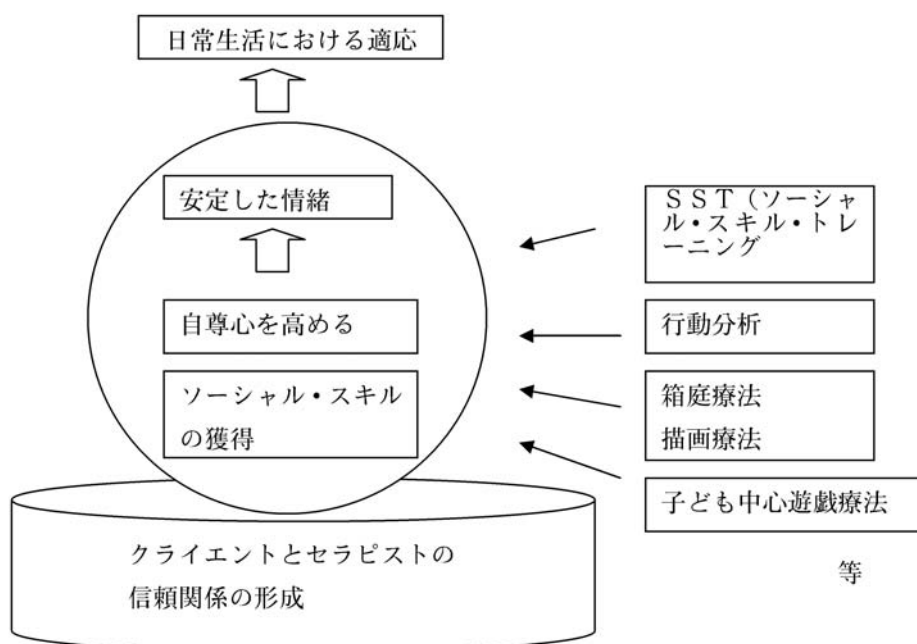 日常生活における適応
安定した情緒
自尊心を高める
ソーシャル・スキル
の獲得
クライエントとセラピストの
信頼関係の形成
ＳＳＴ（ソーシャ
ル・スキル・トレ
ーニング
行動分析
箱庭療法
描画療法
子ども中心遊戯療法
等